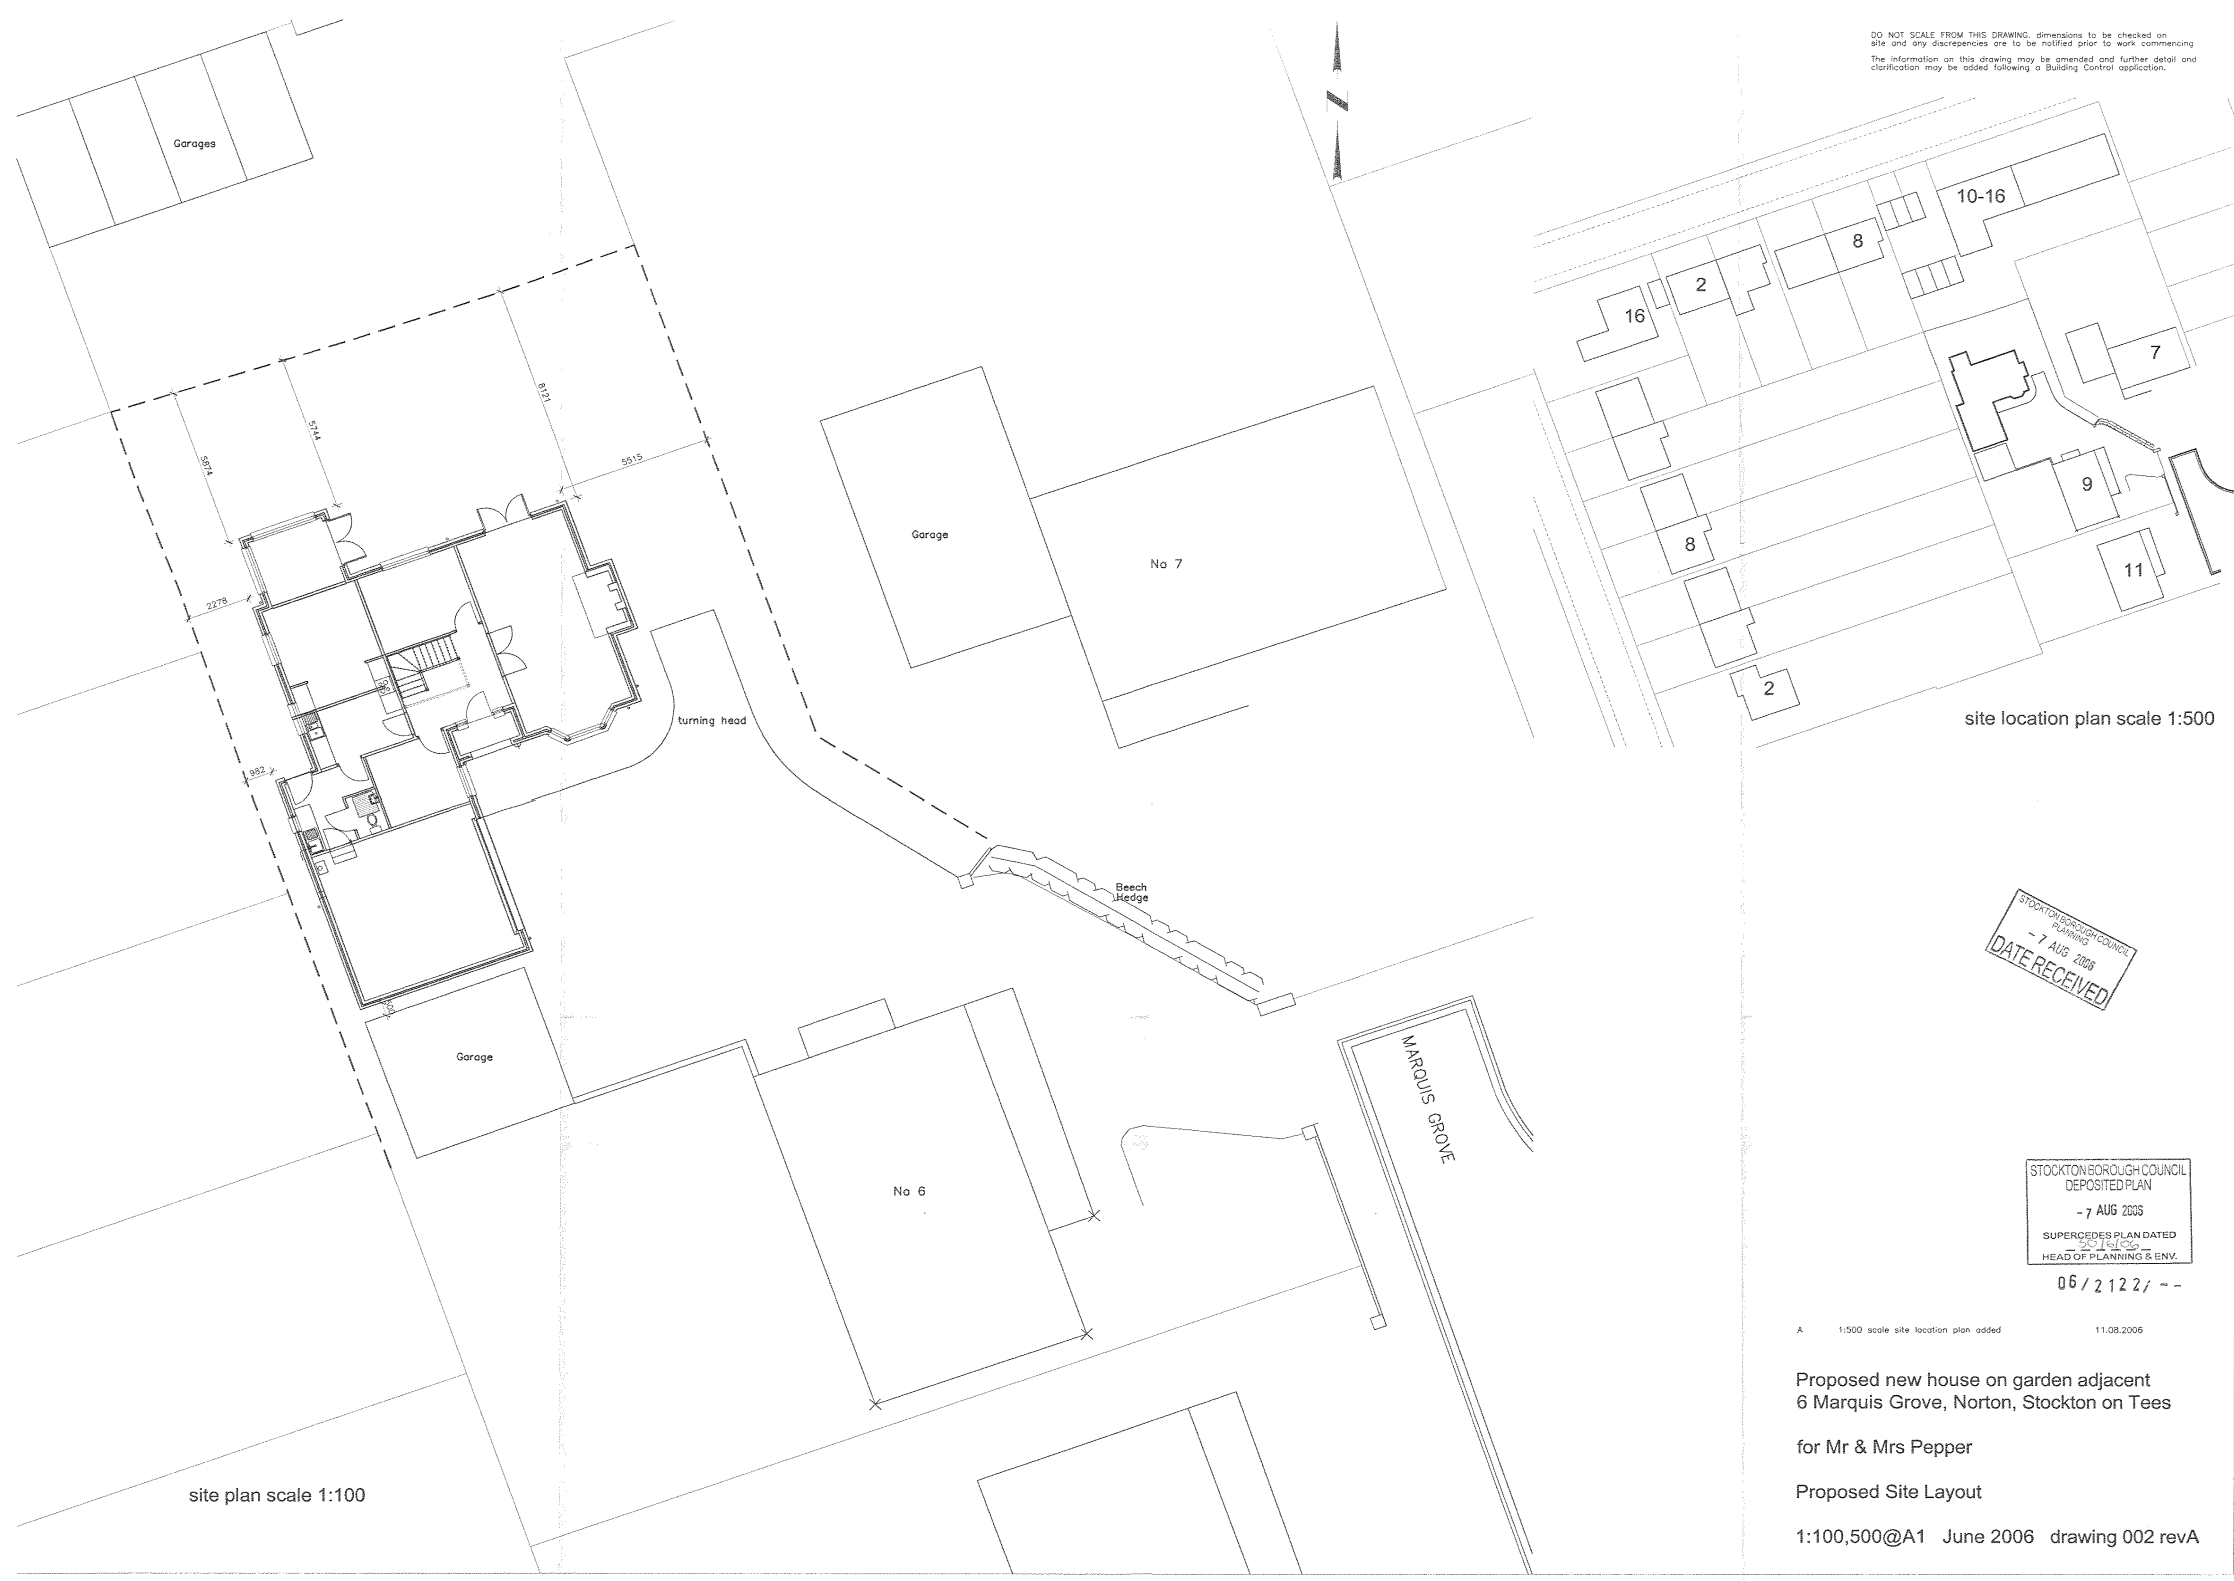 DO NOT SCALE FROM THIS DRAWING. dimensions to be checked on
site and any discrepencies are to be notified prior to work commencing
The information on this drawing may be amended and further detail and
clarification may be added following a Building Control application.
Garages
N
10-16
8
2
16
7
9
8
11
2
site location plan scale 1:500
8121
5744
5874
5515
2278
982
Garage
No 7
turning head
Beech
Hedge
STOCKTON BOROUGH COUNCIL
PLANNING
-7 AUG 2006
DATE RECEIVED
Garage
MARQUIS GROVE
No 6
STOCKTON BOROUGH COUNCIL
DEPOSITED PLAN
-7 AUG 2006
SUPERCEDES PLAN DATED
HEAD OF PLANNING & ENV.
06/2122/--
A 1:500 scale site location plan added 11.08.2006
Proposed new house on garden adjacent
6 Marquis Grove, Norton, Stockton on Tees
for Mr & Mrs Pepper
Proposed Site Layout
1:100,500@A1 June 2006 drawing 002 revA
site plan scale 1:100